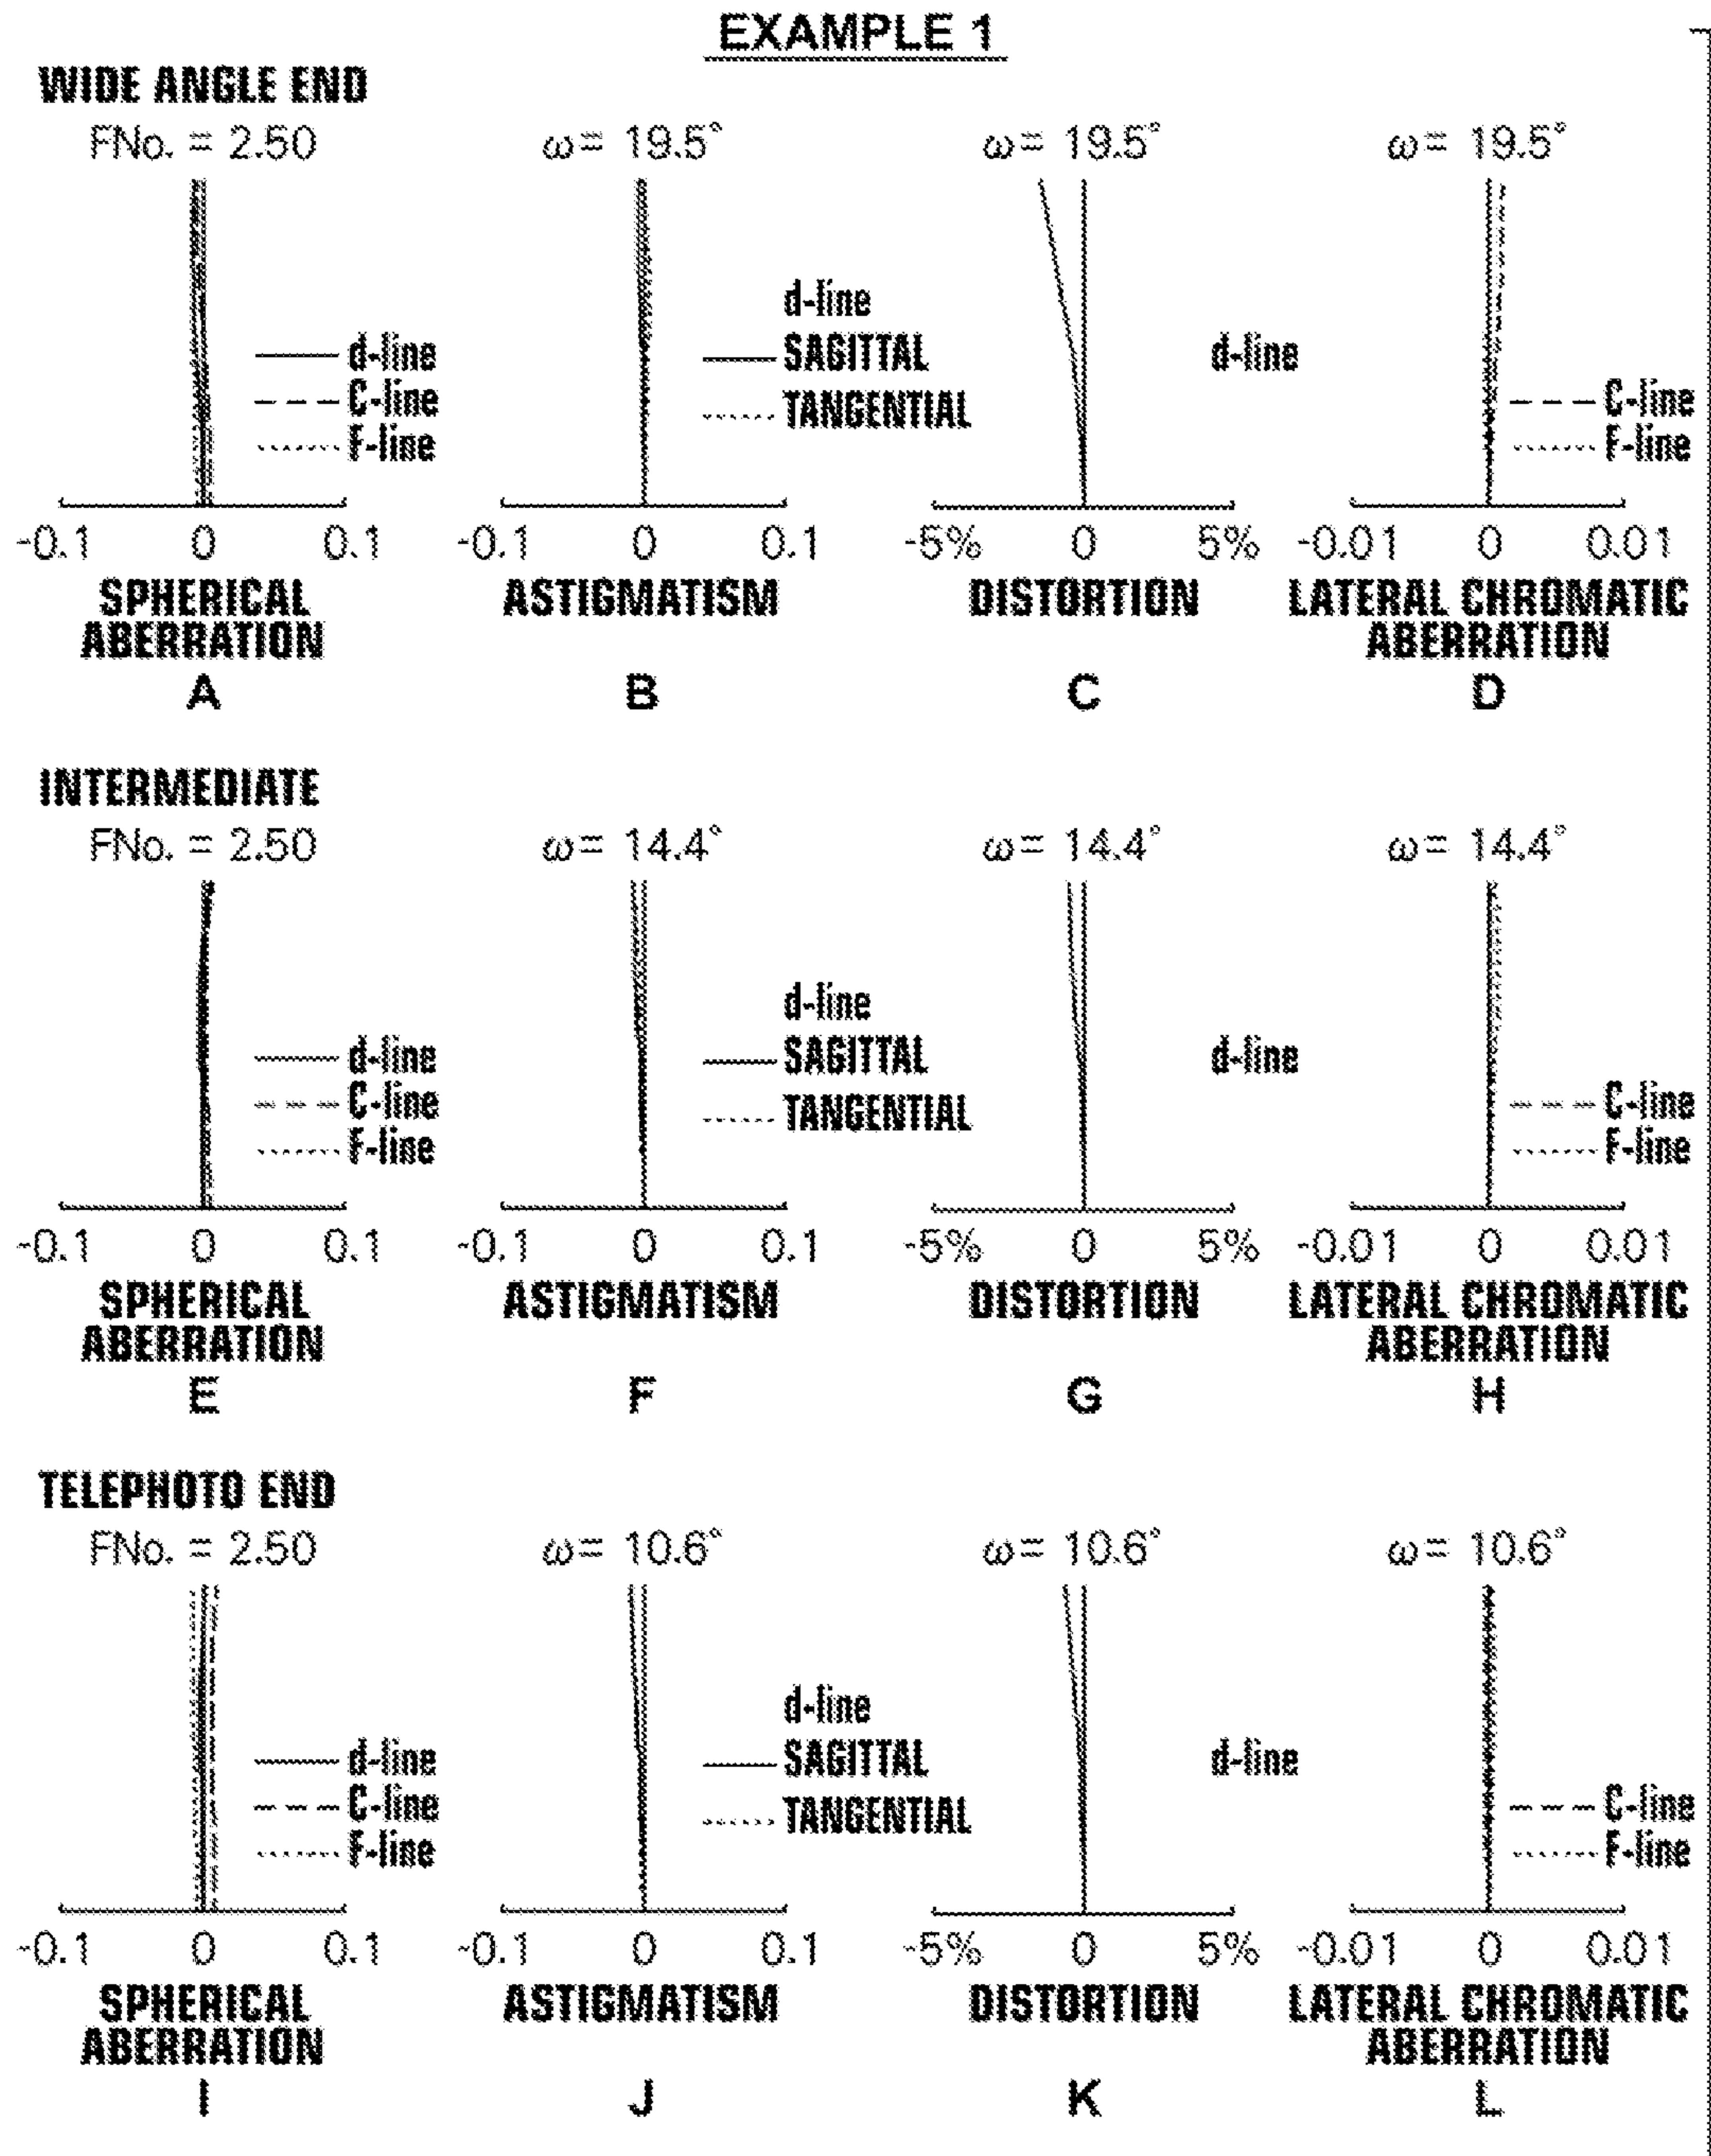 EXAMPLE 1
WIDE ANGLE END
FNo. = 2.50
ω = 19.5°
ω = 19.5°
ω = 19.5°
d-line
C-line
F-line
d-line
SAGITTAL
TANGENTIAL
d-line
C-line
F-line
-0.1 0 0.1
-0.1 0 0.1
-5% 0 5%
-0.01 0 0.01
SPHERICAL
ABERRATION
ASTIGMATISM
DISTORTION
LATERAL CHROMATIC
ABERRATION
A
B
C
D
INTERMEDIATE
FNo. = 2.50
ω = 14.4°
ω = 14.4°
ω = 14.4°
d-line
C-line
F-line
d-line
SAGITTAL
TANGENTIAL
d-line
C-line
F-line
-0.1 0 0.1
-0.1 0 0.1
-5% 0 5%
-0.01 0 0.01
SPHERICAL
ABERRATION
ASTIGMATISM
DISTORTION
LATERAL CHROMATIC
ABERRATION
E
F
G
H
TELEPHOTO END
FNo. = 2.50
ω = 10.6°
ω = 10.6°
ω = 10.6°
d-line
C-line
F-line
d-line
SAGITTAL
TANGENTIAL
d-line
C-line
F-line
-0.1 0 0.1
-0.1 0 0.1
-5% 0 5%
-0.01 0 0.01
SPHERICAL
ABERRATION
ASTIGMATISM
DISTORTION
LATERAL CHROMATIC
ABERRATION
I
J
K
L